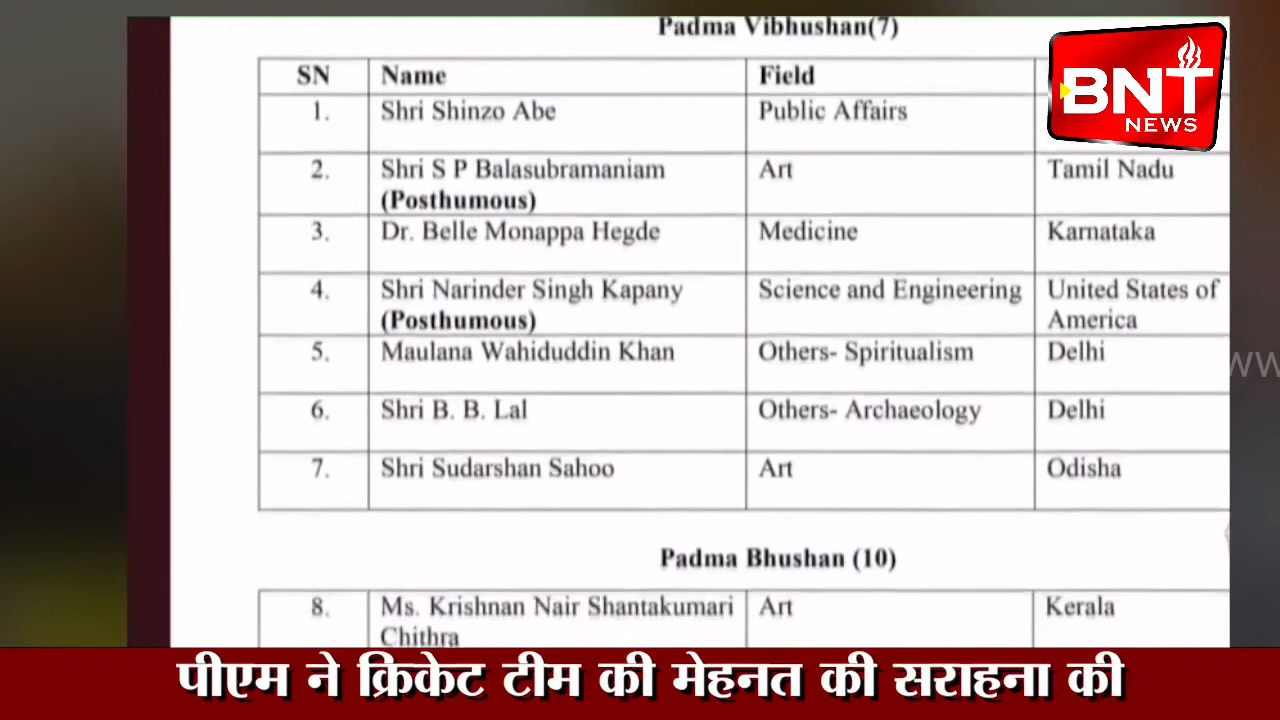 Padma Vibhushan(7)
SN Name Field
1. Shri Shinzo Abe Public Affairs
2. Shri S P Balasubramaniam Art Tamil Nadu
(Posthumous)
3. Dr. Belle Monappa Hegde Medicine Karnataka
4. Shri Narinder Singh Kapany Science and Engineering United States of
(Posthumous) America
5. Maulana Wahiduddin Khan Others- Spiritualism Delhi
6. Shri B. B. Lal Others- Archaeology Delhi
7. Shri Sudarshan Sahoo Art Odisha
Padma Bhushan (10)
8. Ms. Krishnan Nair Shantakumari Art Kerala
Chithra
BNT
NEWS
पीएम ने क्रिकेट टीम की मेहनत की सराहना की